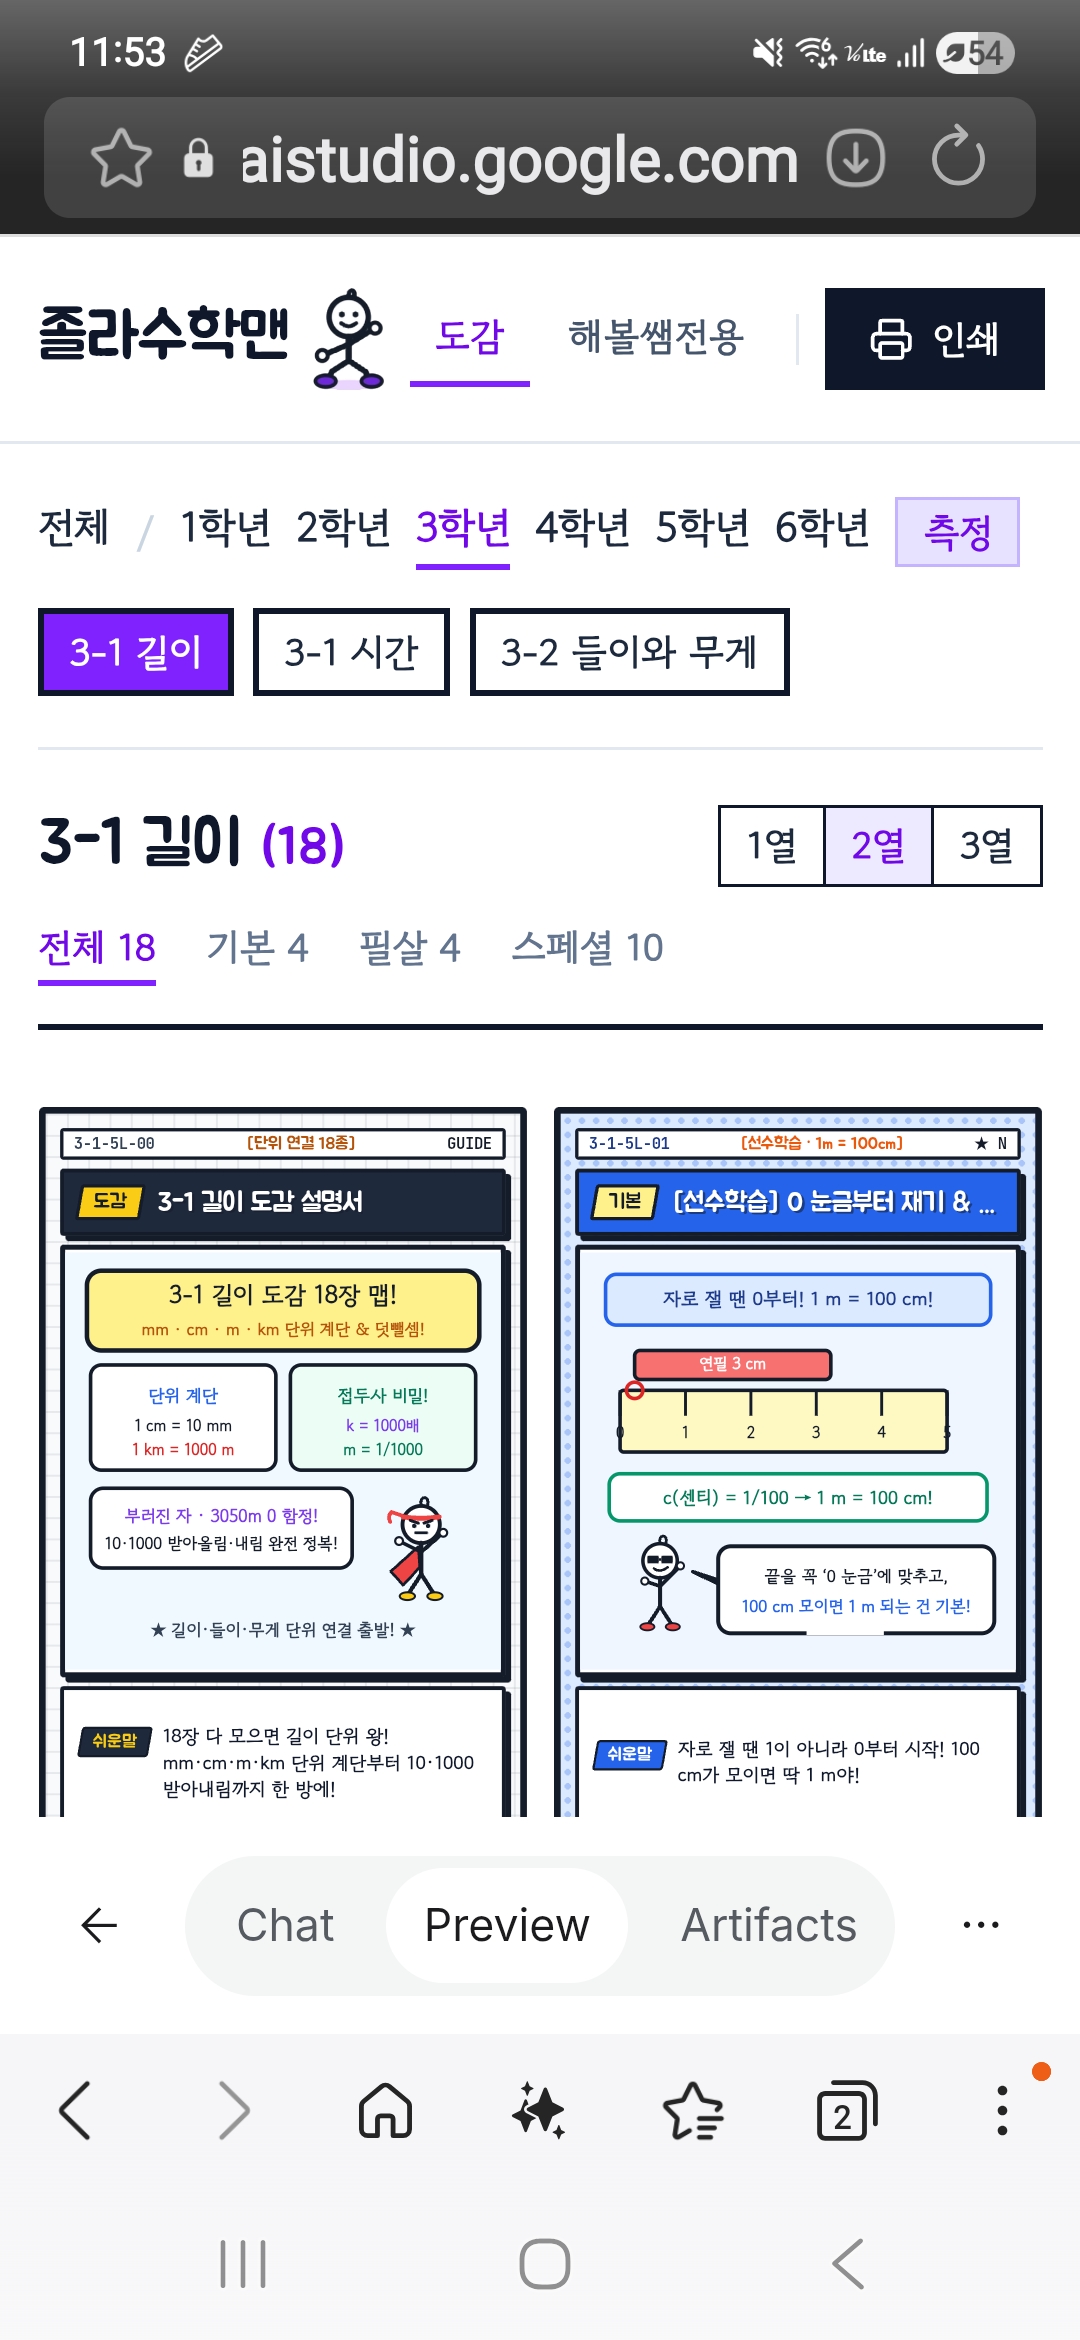 11:53
VoLte
54
aistudio.google.com
졸라수학맨
도감
해볼쌤전용
인쇄
전체 / 1학년 2학년 3학년 4학년 5학년 6학년 측정
3-1 길이
3-1 시간
3-2 들이와 무게
3-1 길이 (18)
1열 2열 3열
전체 18
기본 4
필살 4
스페셜 10
3-1-5L-00 [단위 연결 18종] GUIDE
도감 3-1 길이 도감 설명서
3-1 길이 도감 18장 맵!
mm · cm · m · km 단위 계단 & 덧뺄셈!
단위 계단
1 cm = 10 mm
1 km = 1000 m
접두사 비밀!
k = 1000배
m = 1/1000
부러진 자 · 3050m 0 함정!
10·1000 받아올림·내림 완전 정복!
★ 길이·들이·무게 단위 연결 출발! ★
쉬운말
18장 다 모으면 길이 단위 왕!
mm·cm·m·km 단위 계단부터 10·1000
받아내림까지 한 방에!
3-1-5L-01 [선수학습 · 1m = 100cm] ★ N
기본 [선수학습] 0 눈금부터 재기 & ...
자로 잴 땐 0부터! 1 m = 100 cm!
연필 3 cm
0 1 2 3 4 5
c(센티) = 1/100 → 1 m = 100 cm!
끝을 꼭 ‘0 눈금’에 맞추고,
100 cm 모이면 1 m 되는 건 기본!
쉬운말
자로 잴 땐 1이 아니라 0부터 시작! 100
cm가 모이면 딱 1 m야!
Chat
Preview
Artifacts
2